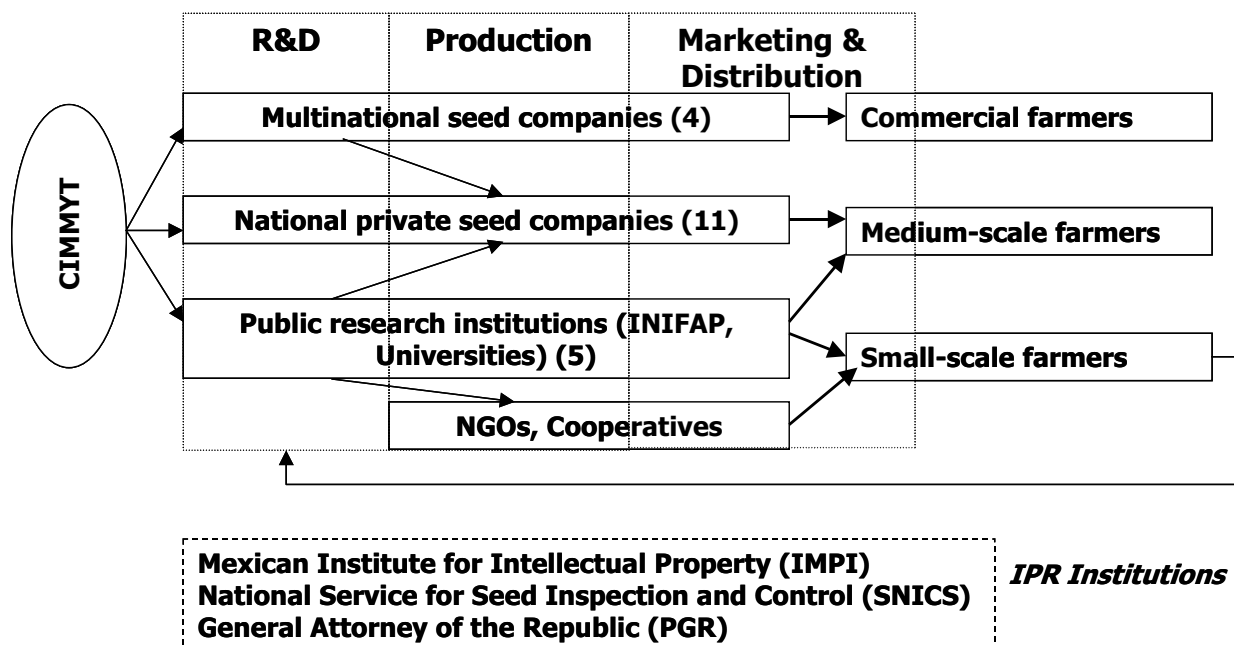 R&D
Production
Marketing &
Distribution
Multinational seed companies (4)
Commercial farmers
CIMMYT
National private seed companies (11)
Medium-scale farmers
Public research institutions (INIFAP,
Universities) (5)
Small-scale farmers
NGOs, Cooperatives
Mexican Institute for Intellectual Property (IMPI)
National Service for Seed Inspection and Control (SNICS)
General Attorney of the Republic (PGR)
IPR Institutions